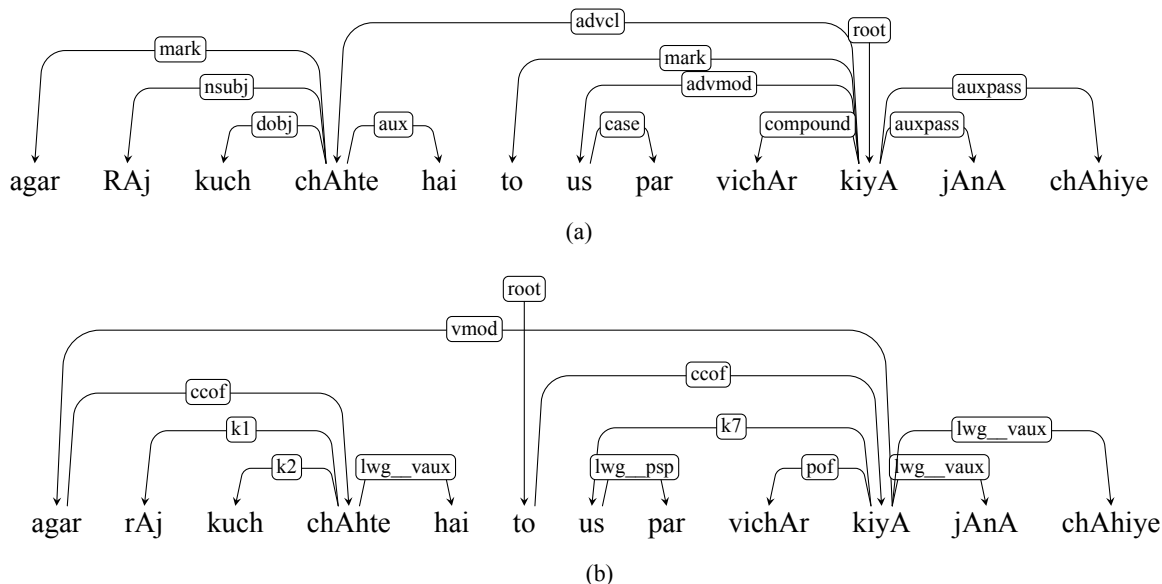 advcl
root
mark
mark
nsubj
advmod
auxpass
dobj
aux
case
compound
auxpass
agar RAj kuch chAhte hai to us par vichAr kiyA jAnA chAhiye
(a)
root
vmod
ccof
ccof
k1
k7
lwg__vaux
k2
lwg__vaux
lwg__psp
pof
lwg__vaux
agar rAj kuch chAhte hai to us par vichAr kiyA jAnA chAhiye
(b)